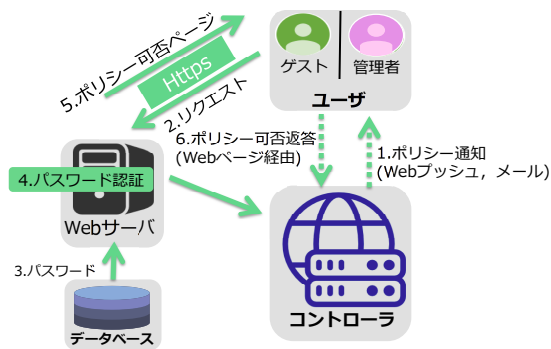 5.ポリシー可否ページ
Https
2.リクエスト
ゲスト
管理者
ユーザ
6.ポリシー可否返答
(Webページ経由)
1.ポリシー通知
(Webプッシュ，メール)
4.パスワード認証
Webサーバ
3.パスワード
データベース
コントローラ